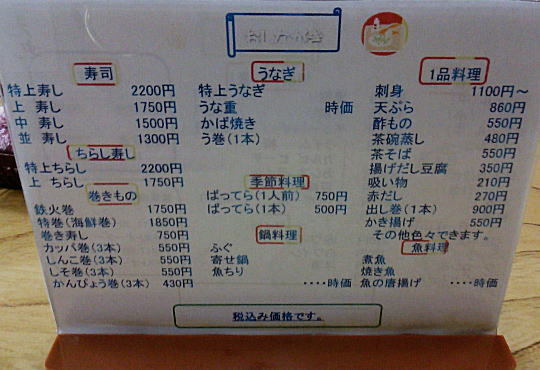 寿司
特上寿し 2200円
上 寿し 1750円
中 寿し 1500円
並 寿し 1300円
ちらし寿し
特上ちらし 2200円
上 ちらし 1750円
巻きもの
鉄火巻 1750円
特巻(海鮮巻) 1850円
巻き寿し 750円
カッパ巻(3本) 550円
しんこ巻(3本) 550円
しそ巻(3本) 550円
かんぴょう巻(3本) 430円
うなぎ
特上うなぎ
うな重 時価
かば焼き
う巻(1本)
季節料理
ばってら(1人前) 750円
ばってら(1本) 500円
鍋料理
ふぐ
寄せ鍋
魚ちり
‥‥時価
1品料理
刺身 1100円~
天ぷら 860円
酢もの 550円
茶碗蒸し 480円
茶そば 550円
揚げだし豆腐 350円
吸い物 210円
赤だし 270円
出し巻(1本) 900円
かき揚げ 550円
その他色々できます。
魚料理
煮魚
焼き魚
魚の唐揚げ ‥‥時価
税込み価格です。